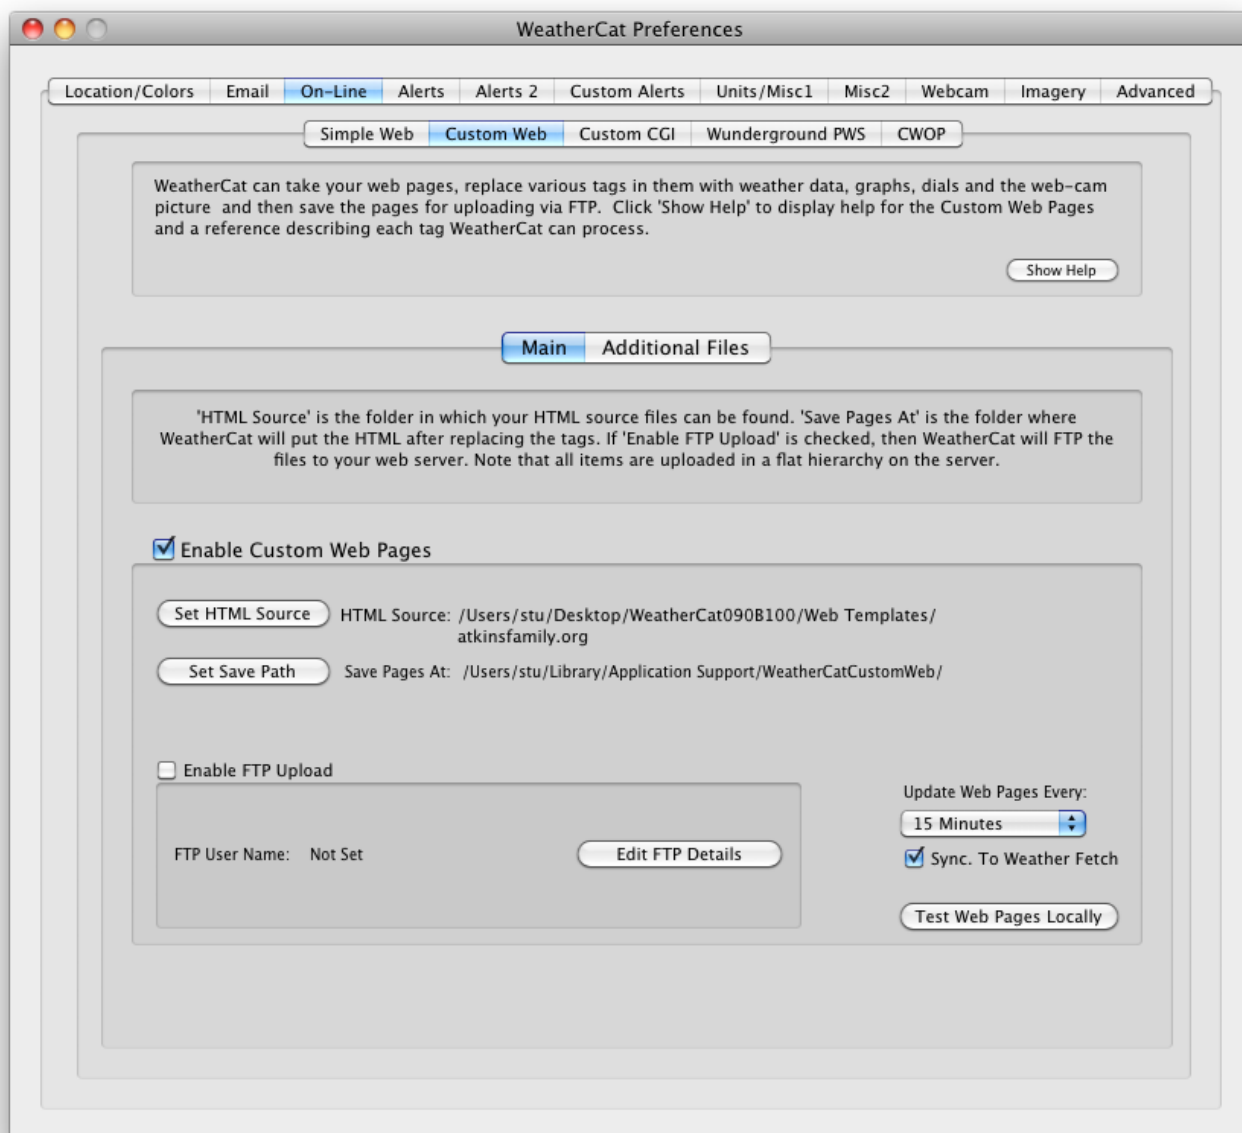 WeatherCat Preferences
Location/Colors Email On-Line Alerts Alerts 2 Custom Alerts Units/Misc1 Misc2 Webcam Imagery Advanced
Simple Web Custom Web Custom CGI Wunderground PWS CWOP
WeatherCat can take your web pages, replace various tags in them with weather data, graphs, dials and the web-cam
picture and then save the pages for uploading via FTP. Click 'Show Help' to display help for the Custom Web Pages
and a reference describing each tag WeatherCat can process.
Show Help
Main Additional Files
'HTML Source' is the folder in which your HTML source files can be found. 'Save Pages At' is the folder where
WeatherCat will put the HTML after replacing the tags. If 'Enable FTP Upload' is checked, then WeatherCat will FTP the
files to your web server. Note that all items are uploaded in a flat hierarchy on the server.
Enable Custom Web Pages
Set HTML Source HTML Source: /Users/stu/Desktop/WeatherCat090B100/Web Templates/
atkinsfamily.org
Set Save Path Save Pages At: /Users/stu/Library/Application Support/WeatherCatCustomWeb/
Enable FTP Upload
Update Web Pages Every:
15 Minutes
FTP User Name: Not Set Edit FTP Details
Sync. To Weather Fetch
Test Web Pages Locally